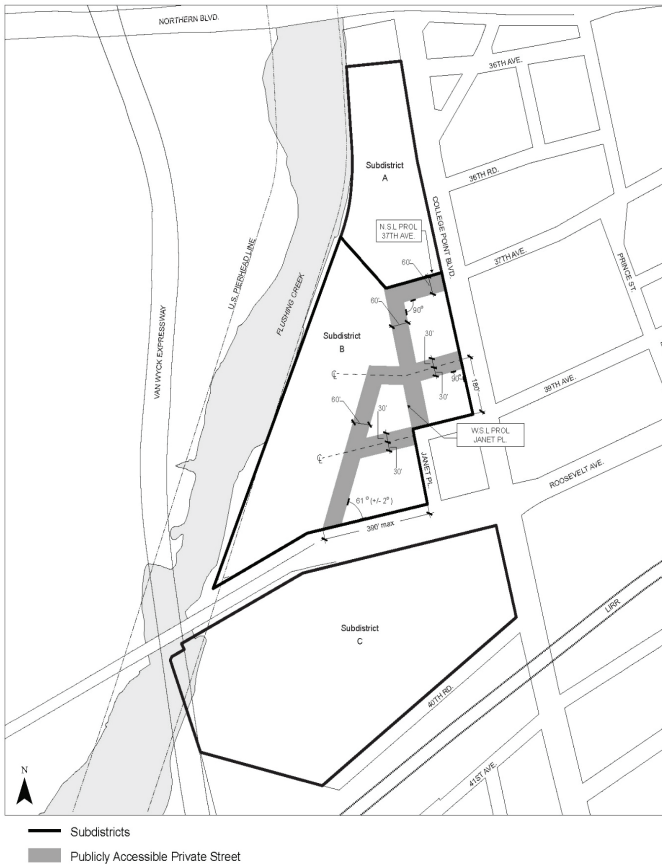 NORTHERN BLVD.
36TH AVE.
Subdistrict
A
36TH RD.
COLLEGE POINT BLVD.
N.S.L PROL
37TH AVE.
37TH AVE.
PRINCE ST.
U.S. PIERHEAD LINE
FLUSHING CREEK
VAN WYCK EXPRESSWAY
60'
60'
90°
Subdistrict
B
30'
℄
90°
30'
180'
39TH AVE.
60'
30'
W.S.L PROL
JANET PL.
℄
30'
JANET PL.
ROOSEVELT AVE.
61° (+/- 2°)
390' max
Subdistrict
C
LIRR
40TH RD.
41ST AVE.
N
Subdistricts
Publicly Accessible Private Street